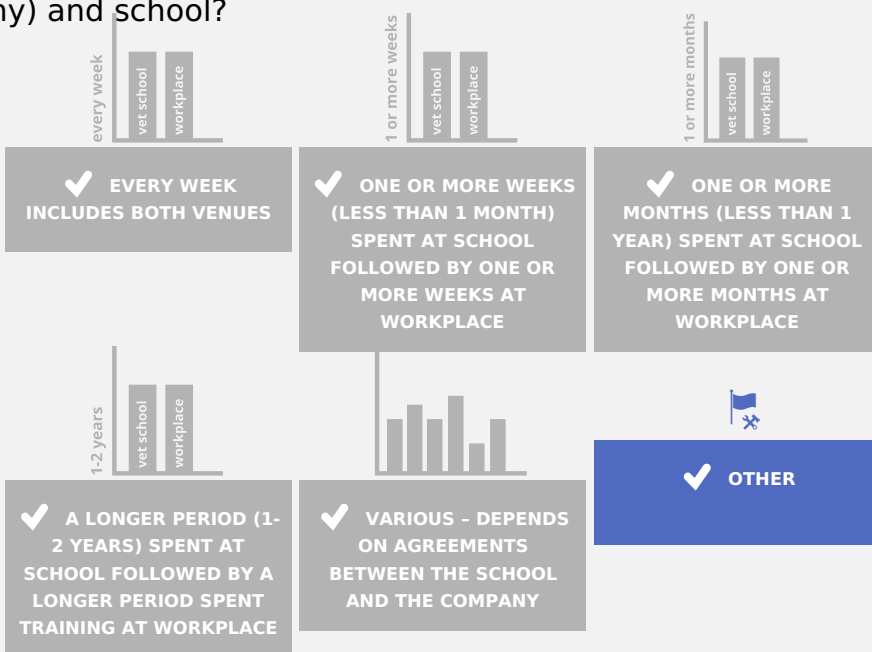 ny) and school?
every week
vet school
workplace
EVERY WEEK
INCLUDES BOTH VENUES
1 or more weeks
vet school
workplace
ONE OR MORE WEEKS
(LESS THAN 1 MONTH)
SPENT AT SCHOOL
FOLLOWED BY ONE OR
MORE WEEKS AT
WORKPLACE
1 or more months
vet school
workplace
ONE OR MORE
MONTHS (LESS THAN 1
YEAR) SPENT AT SCHOOL
FOLLOWED BY ONE OR
MORE MONTHS AT
WORKPLACE
1-2 years
vet school
workplace
A LONGER PERIOD (1-
2 YEARS) SPENT AT
SCHOOL FOLLOWED BY A
LONGER PERIOD SPENT
TRAINING AT WORKPLACE
VARIOUS – DEPENDS
ON AGREEMENTS
BETWEEN THE SCHOOL
AND THE COMPANY
OTHER